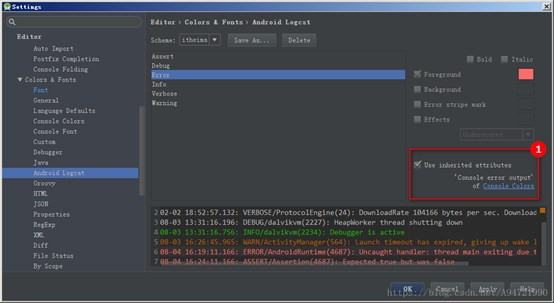 Settings
Editor
Auto Import
Postfix Completion
Console Folding
Colors & Fonts
Font
General
Language Defaults
Console Colors
Console Font
Custom
Debugger
Java
Android Logcat
Groovy
HTML
JSON
Properties
RegExp
XML
Diff
File Status
By Scope
Editor › Colors & Fonts › Android Logcat
Scheme: itheima Save As... Delete
Assert
Debug
Error
Info
Verbose
Warning
Bold Italic
Foreground
Background
Error stripe mark
Effects
Underscored
1
Use inherited attributes
'Console error output'
of Console Colors
2 02-02 18:52:57.132: VERBOSE/ProtocolEngine(24): DownloadRate 104166 bytes per sec. Download
3 08-03 13:31:16.196: DEBUG/dalvikvm(2227): HeapWorker thread shutting down
4 08-03 13:31:16.756: INFO/dalvikvm(2234): Debugger is active
5 08-03 16:26:45.965: WARN/ActivityManager(564): Launch timeout has expired, giving up wake
6 08-04 16:19:11.166: ERROR/AndroidRuntime(4687): Uncaught handler: thread main exiting due
7 08-04 16:24:11.166: ASSERT/Assertion(4687): Expected true but was false
OK Cancel Apply Help